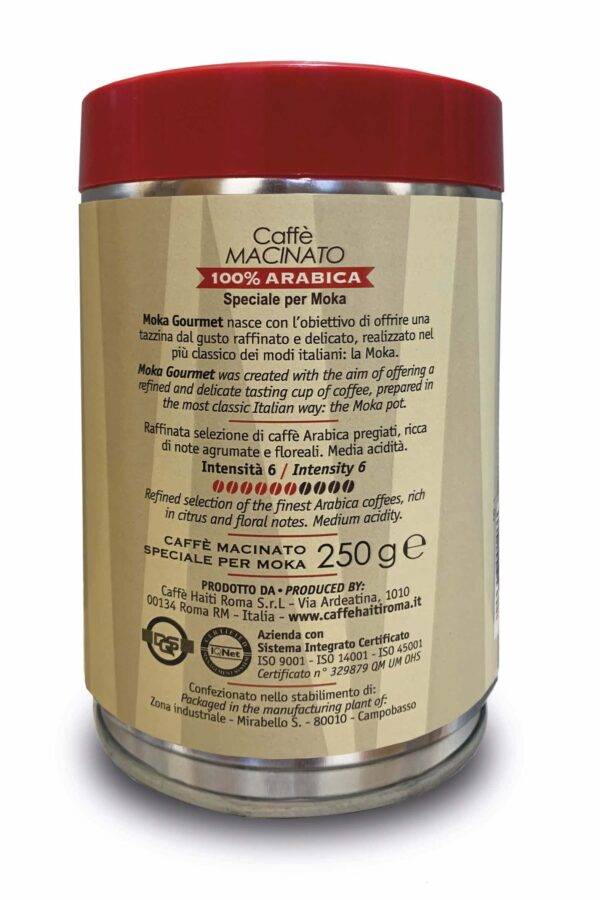 Caffè
MACINATO
100% ARABICA
Speciale per Moka
Moka Gourmet nasce con l'obiettivo di offrire una
tazzina dal gusto raffinato e delicato, realizzato nel
più classico dei modi italiani: la Moka.
Moka Gourmet was created with the aim of offering a
refined and delicate tasting cup of coffee, prepared in
the most classic Italian way: the Moka pot.
Raffinata selezione di caffè Arabica pregiati, ricca
di note agrumate e floreali. Media acidità.
Intensità 6 / Intensity 6
Refined selection of the finest Arabica coffees, rich
in citrus and floral notes. Medium acidity.
CAFFÈ MACINATO
SPECIALE PER MOKA 250 g e
PRODOTTO DA • PRODUCED BY:
Caffè Haiti Roma S.r.L - Via Ardeatina, 1010
00134 Roma RM - Italia - www.caffehaitiroma.it
CERTIFIED
IQNet
MANAGEMENT SYSTEM
Azienda con
Sistema Integrato Certificato
ISO 9001 - ISO 14001 - ISO 45001
Certificato n° 329879 QM UM OHS
Confezionato nello stabilimento di:
Packaged in the manufacturing plant of:
Zona industriale - Mirabello S. - 80010 - Campobasso